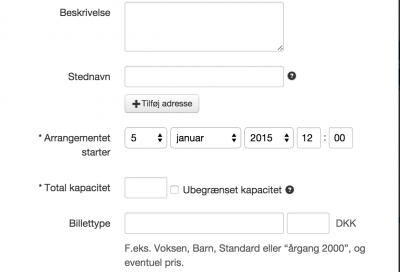 Beskrivelse
Stednavn
+Tilføj adresse
* Arrangementet starter
5 januar 2015 12 : 00
* Total kapacitet
Ubegrænset kapacitet ?
Billettype
DKK
F.eks. Voksen, Barn, Standard eller “årgang 2000”, og
eventuel pris.